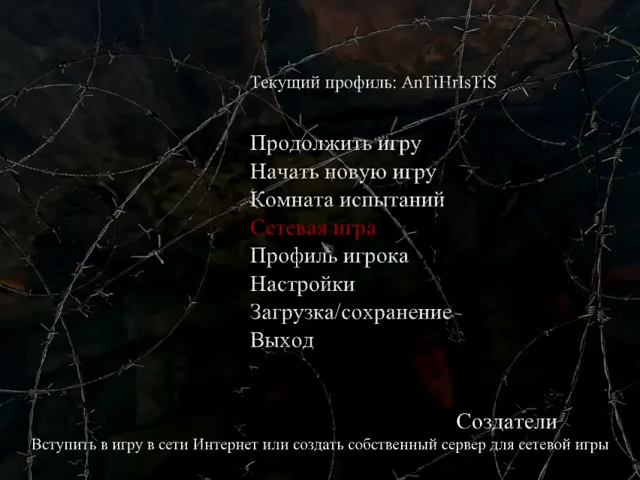 Текущий профиль: AnTiHrIsTiS
Продолжить игру
Начать новую игру
Комната испытаний
Сетевая игра
Профиль игрока
Настройки
Загрузка/сохранение
Выход
Создатели
Вступить в игру в сети Интернет или создать собственный сервер для сетевой игры